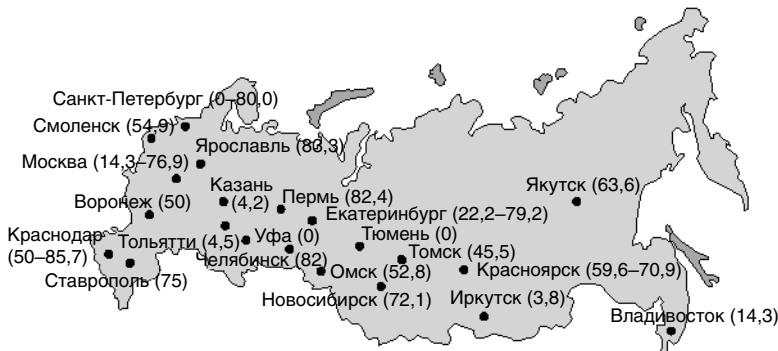 Санкт-Петербург (0–80,0)
Смоленск (54,9)
Ярославль (83,3)
Москва (14,3–76,9)
Казань
(4,2)
Пермь (82,4)
Якутск (63,6)
Воронеж (50)
Екатеринбург (22,2–79,2)
Краснодар
(50–85,7)
Тольятти (4,5)
Уфа (0)
Тюмень (0)
Челябинск (82)
Томск (45,5)
Ставрополь (75)
Омск (52,8)
Красноярск (59,6–70,9)
Новосибирск (72,1)
Иркутск (3,8)
Владивосток (14,3)